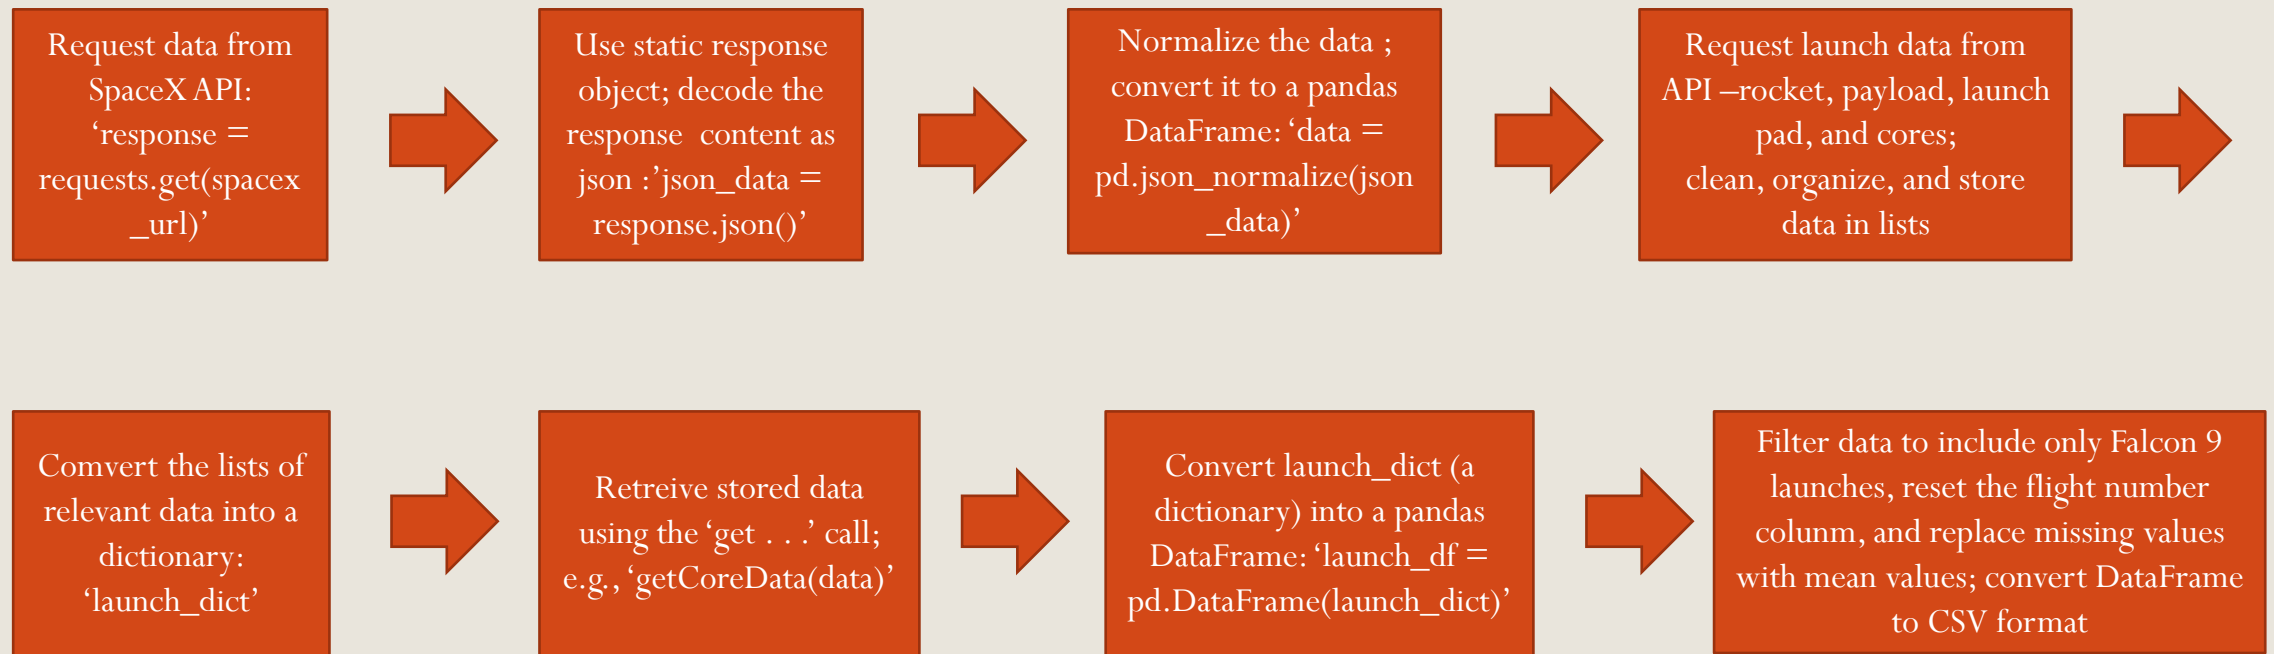 Request data from
SpaceX API:
‘response =
requests.get(spacex
_url)’
Use static response
object; decode the
response  content as
json :’json_data =
response.json()’
Normalize the data ;
convert it to a pandas
DataFrame: ‘data =
pd.json_normalize(json
_data)’
Request launch data from
API –rocket, payload, launch
pad, and cores;
clean, organize, and store
data in lists
Comvert the lists of
relevant data into a
dictionary:
‘launch_dict’
Retreive stored data
using the ‘get . . .’ call;
e.g., ‘getCoreData(data)’
Convert launch_dict (a
dictionary) into a pandas
DataFrame: ‘launch_df =
pd.DataFrame(launch_dict)’
Filter data to include only Falcon 9
launches, reset the flight number
colunm, and replace missing values
with mean values; convert DataFrame
to CSV format